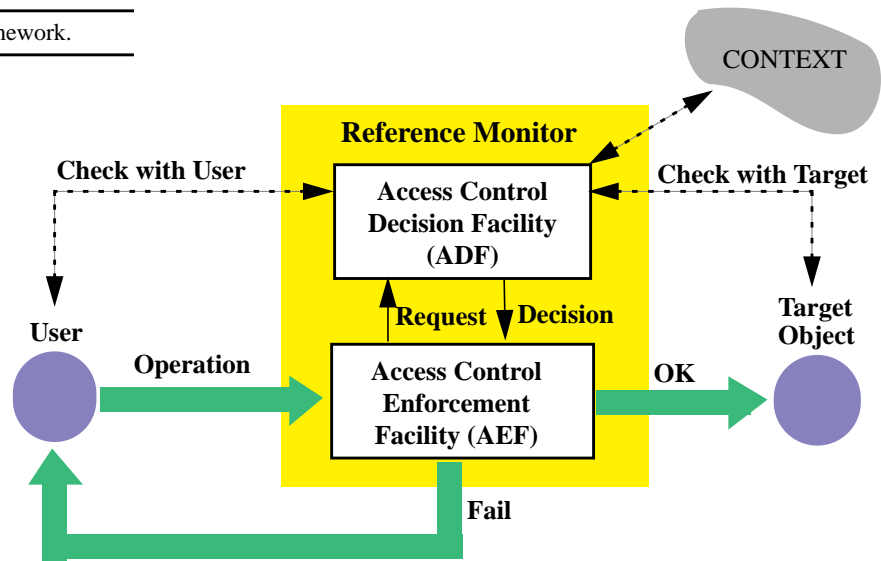 CONTEXT
Reference Monitor
Check with User
Check with Target
Access Control
Decision Facility
(ADF)
Request
Decision
User
Target
Object
Operation
Access Control
Enforcement
Facility (AEF)
OK
Fail